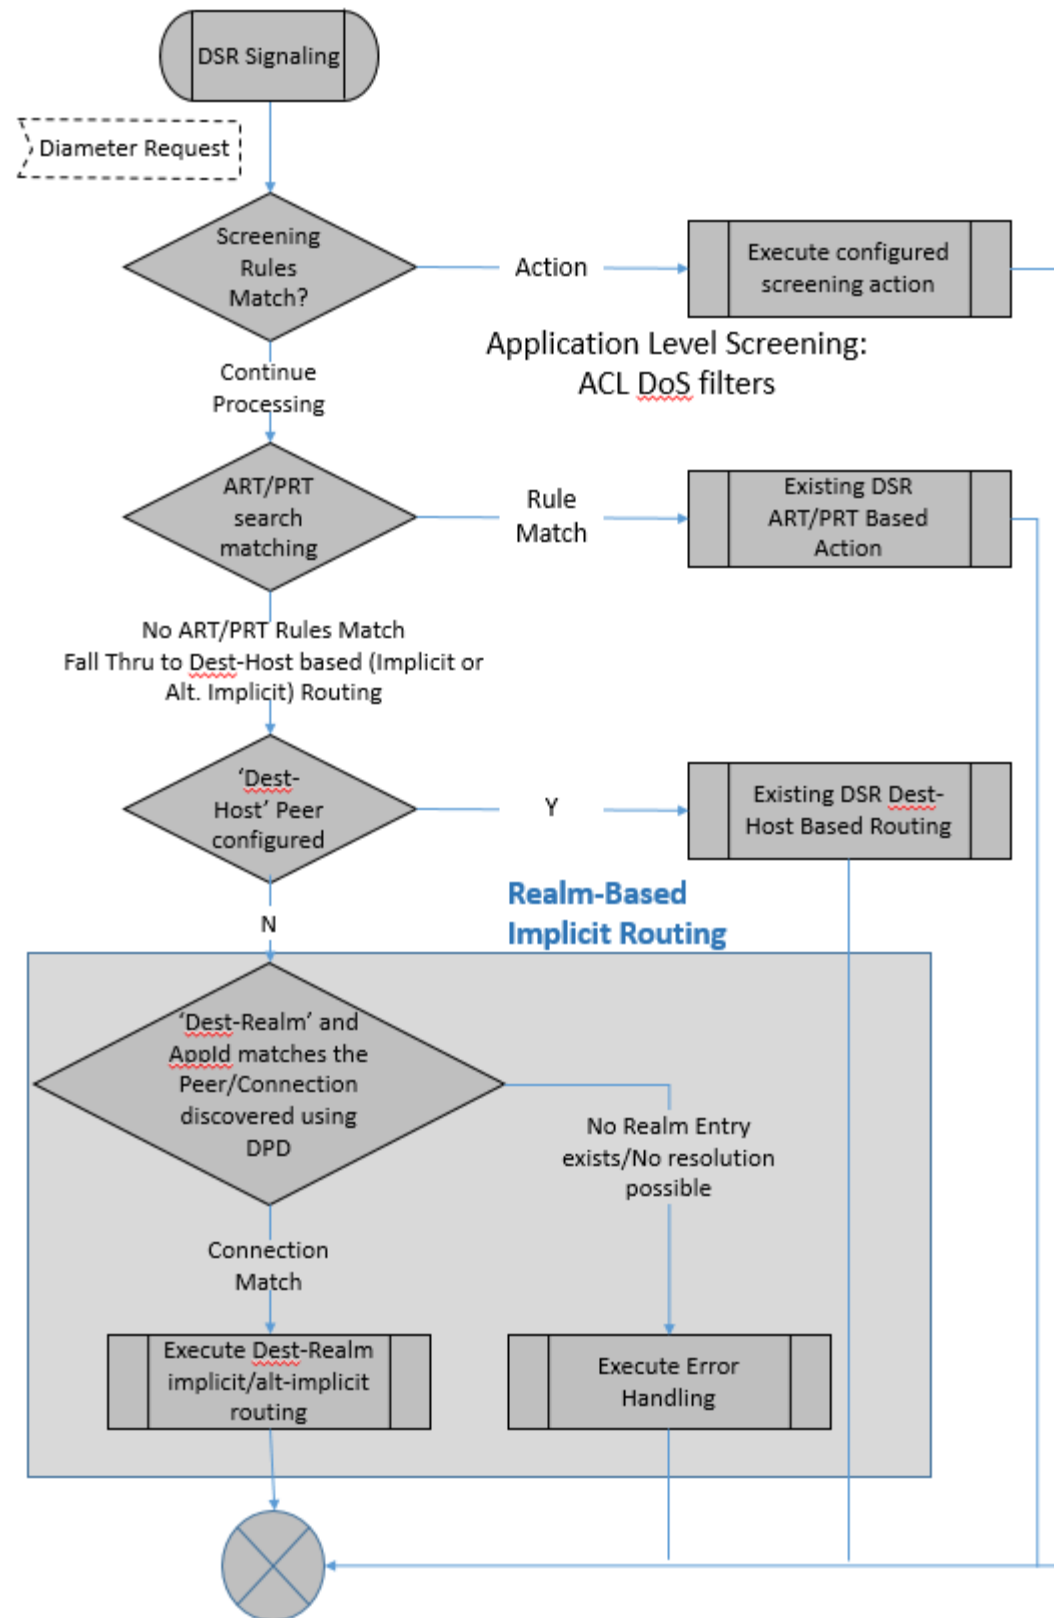 DSR Signaling
Diameter Request
Screening
Rules
Match?
Action
Execute configured
screening action
Application Level Screening:
ACL DoS filters
Continue
Processing
ART/PRT
search
matching
Rule
Match
Existing DSR
ART/PRT Based
Action
No ART/PRT Rules Match
Fall Thru to Dest-Host based (Implicit or
Alt. Implicit) Routing
‘Dest-
Host’ Peer
configured
Y
Existing DSR Dest-
Host Based Routing
N
Realm-Based
Implicit Routing
‘Dest-Realm’ and
AppId matches the
Peer/Connection
discovered using
DPD
No Realm Entry
exists/No resolution
possible
Connection
Match
Execute Dest-Realm
implicit/alt-implicit
routing
Execute Error
Handling